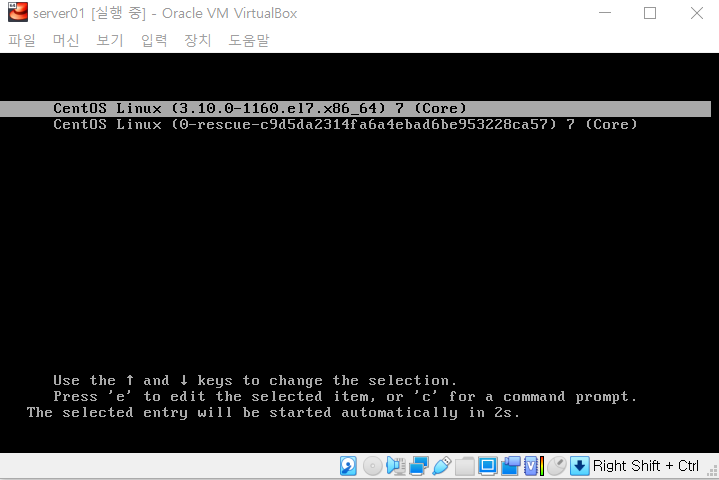 server01 [실행 중] - Oracle VM VirtualBox
파일 머신 보기 입력 장치 도움말
CentOS Linux (3.10.0-1160.el7.x86_64) 7 (Core)
CentOS Linux (0-rescue-c9d5da2314fa6a4ebad6be953228ca57) 7 (Core)
Use the ↑ and ↓ keys to change the selection.
Press 'e' to edit the selected item, or 'c' for a command prompt.
The selected entry will be started automatically in 2s.
Right Shift + Ctrl